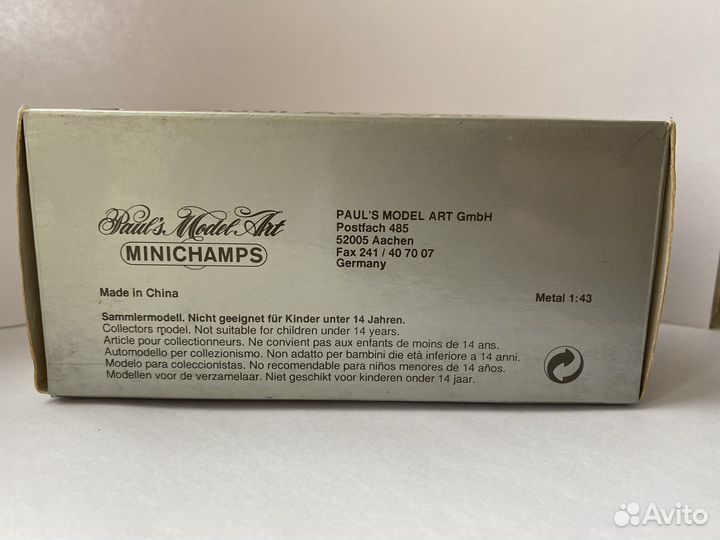 Paul's Model Art
MINICHAMPS
PAUL'S MODEL ART GmbH
Postfach 485
52005 Aachen
Fax 241 / 40 70 07
Germany
Made in China
Metal 1:43
Sammlermodell. Nicht geeignet für Kinder unter 14 Jahren.
Collectors model. Not suitable for children under 14 years.
Article pour collectionneurs. Ne convient pas aux enfants de moins de 14 ans.
Automodello per collezionismo. Non adatto per bambini die età inferiore a 14 anni.
Modelo para coleccionistas. No recomendable para niños menores de 14 años.
Modellen voor de verzamelaar. Niet geschikt voor kinderen onder 14 jaar.
Avito